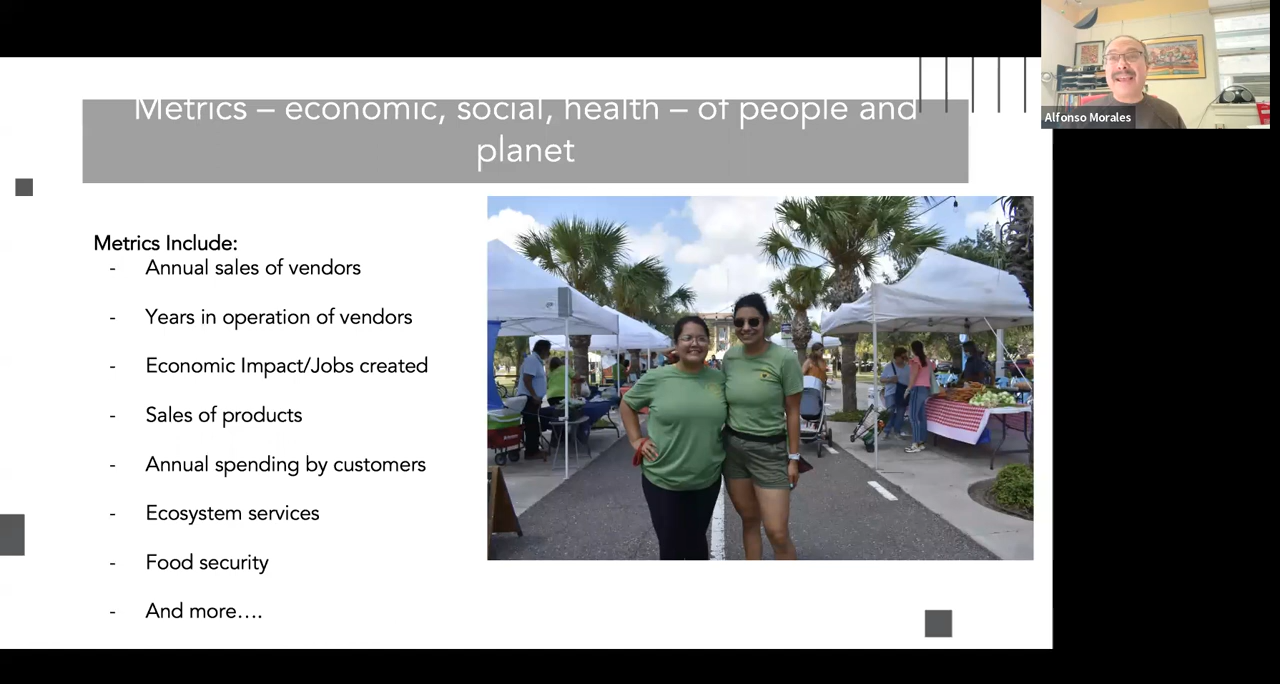 Metrics – economic, social, health – of people and
planet
Alfonso Morales
Metrics Include:
- Annual sales of vendors
- Years in operation of vendors
- Economic Impact/Jobs created
- Sales of products
- Annual spending by customers
- Ecosystem services
- Food security
- And more….